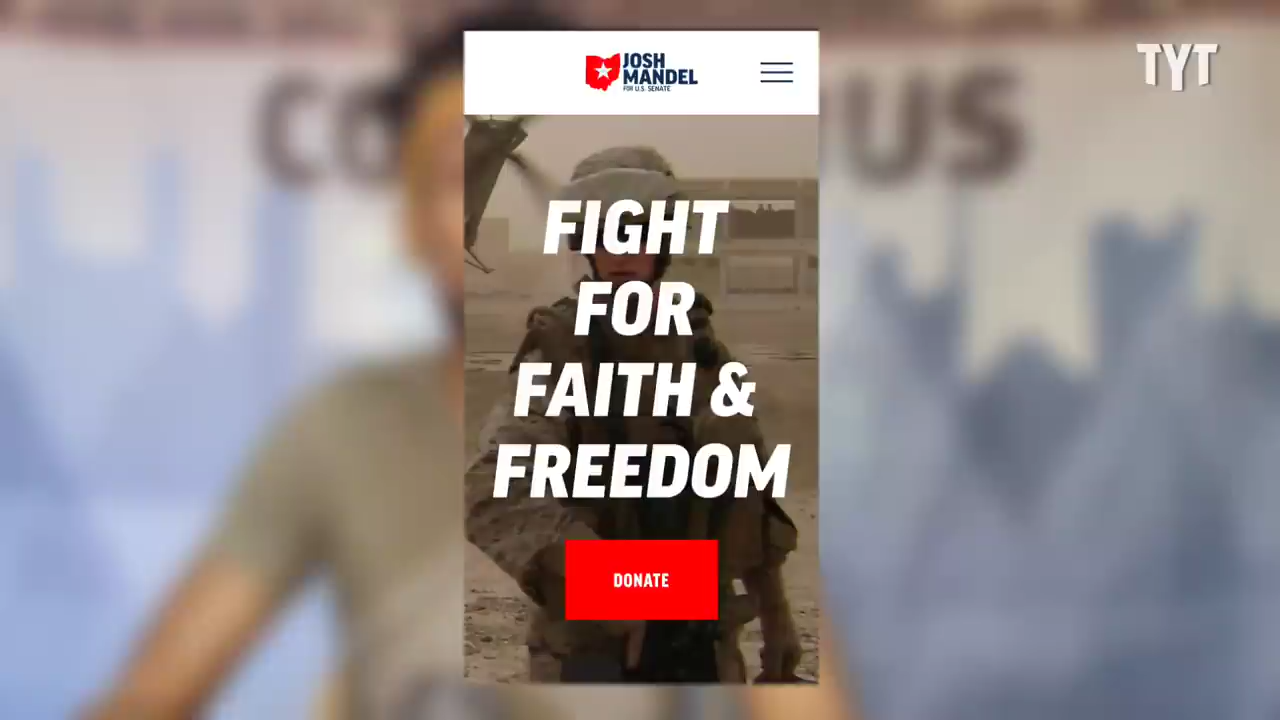 JOSH
MANDEL
FOR U.S. SENATE
TYT
FIGHT
FOR
FAITH &
FREEDOM
DONATE